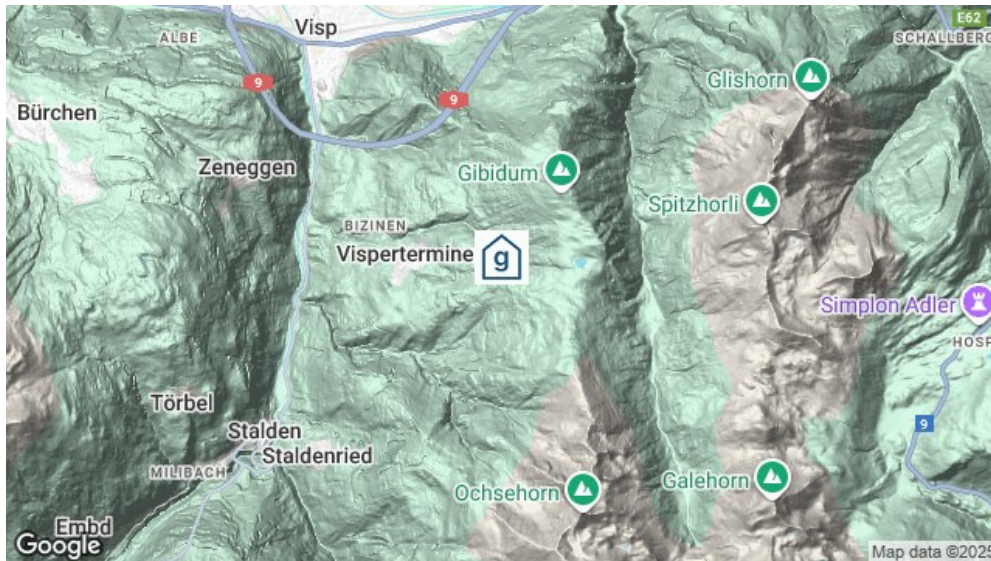 Visp
E62
ALBE
SCHALLBERG
9
Glishorn
9
Bürchen
Zeneggen
Gibidum
Spitzhorli
BIZINEN
Vispertermine
g
Simplon Adler
HOSP
Törbel
9
Stalden
Staldenried
MILIBACH
Ochsehorn
Galehorn
Embd
Google
Map data ©2025